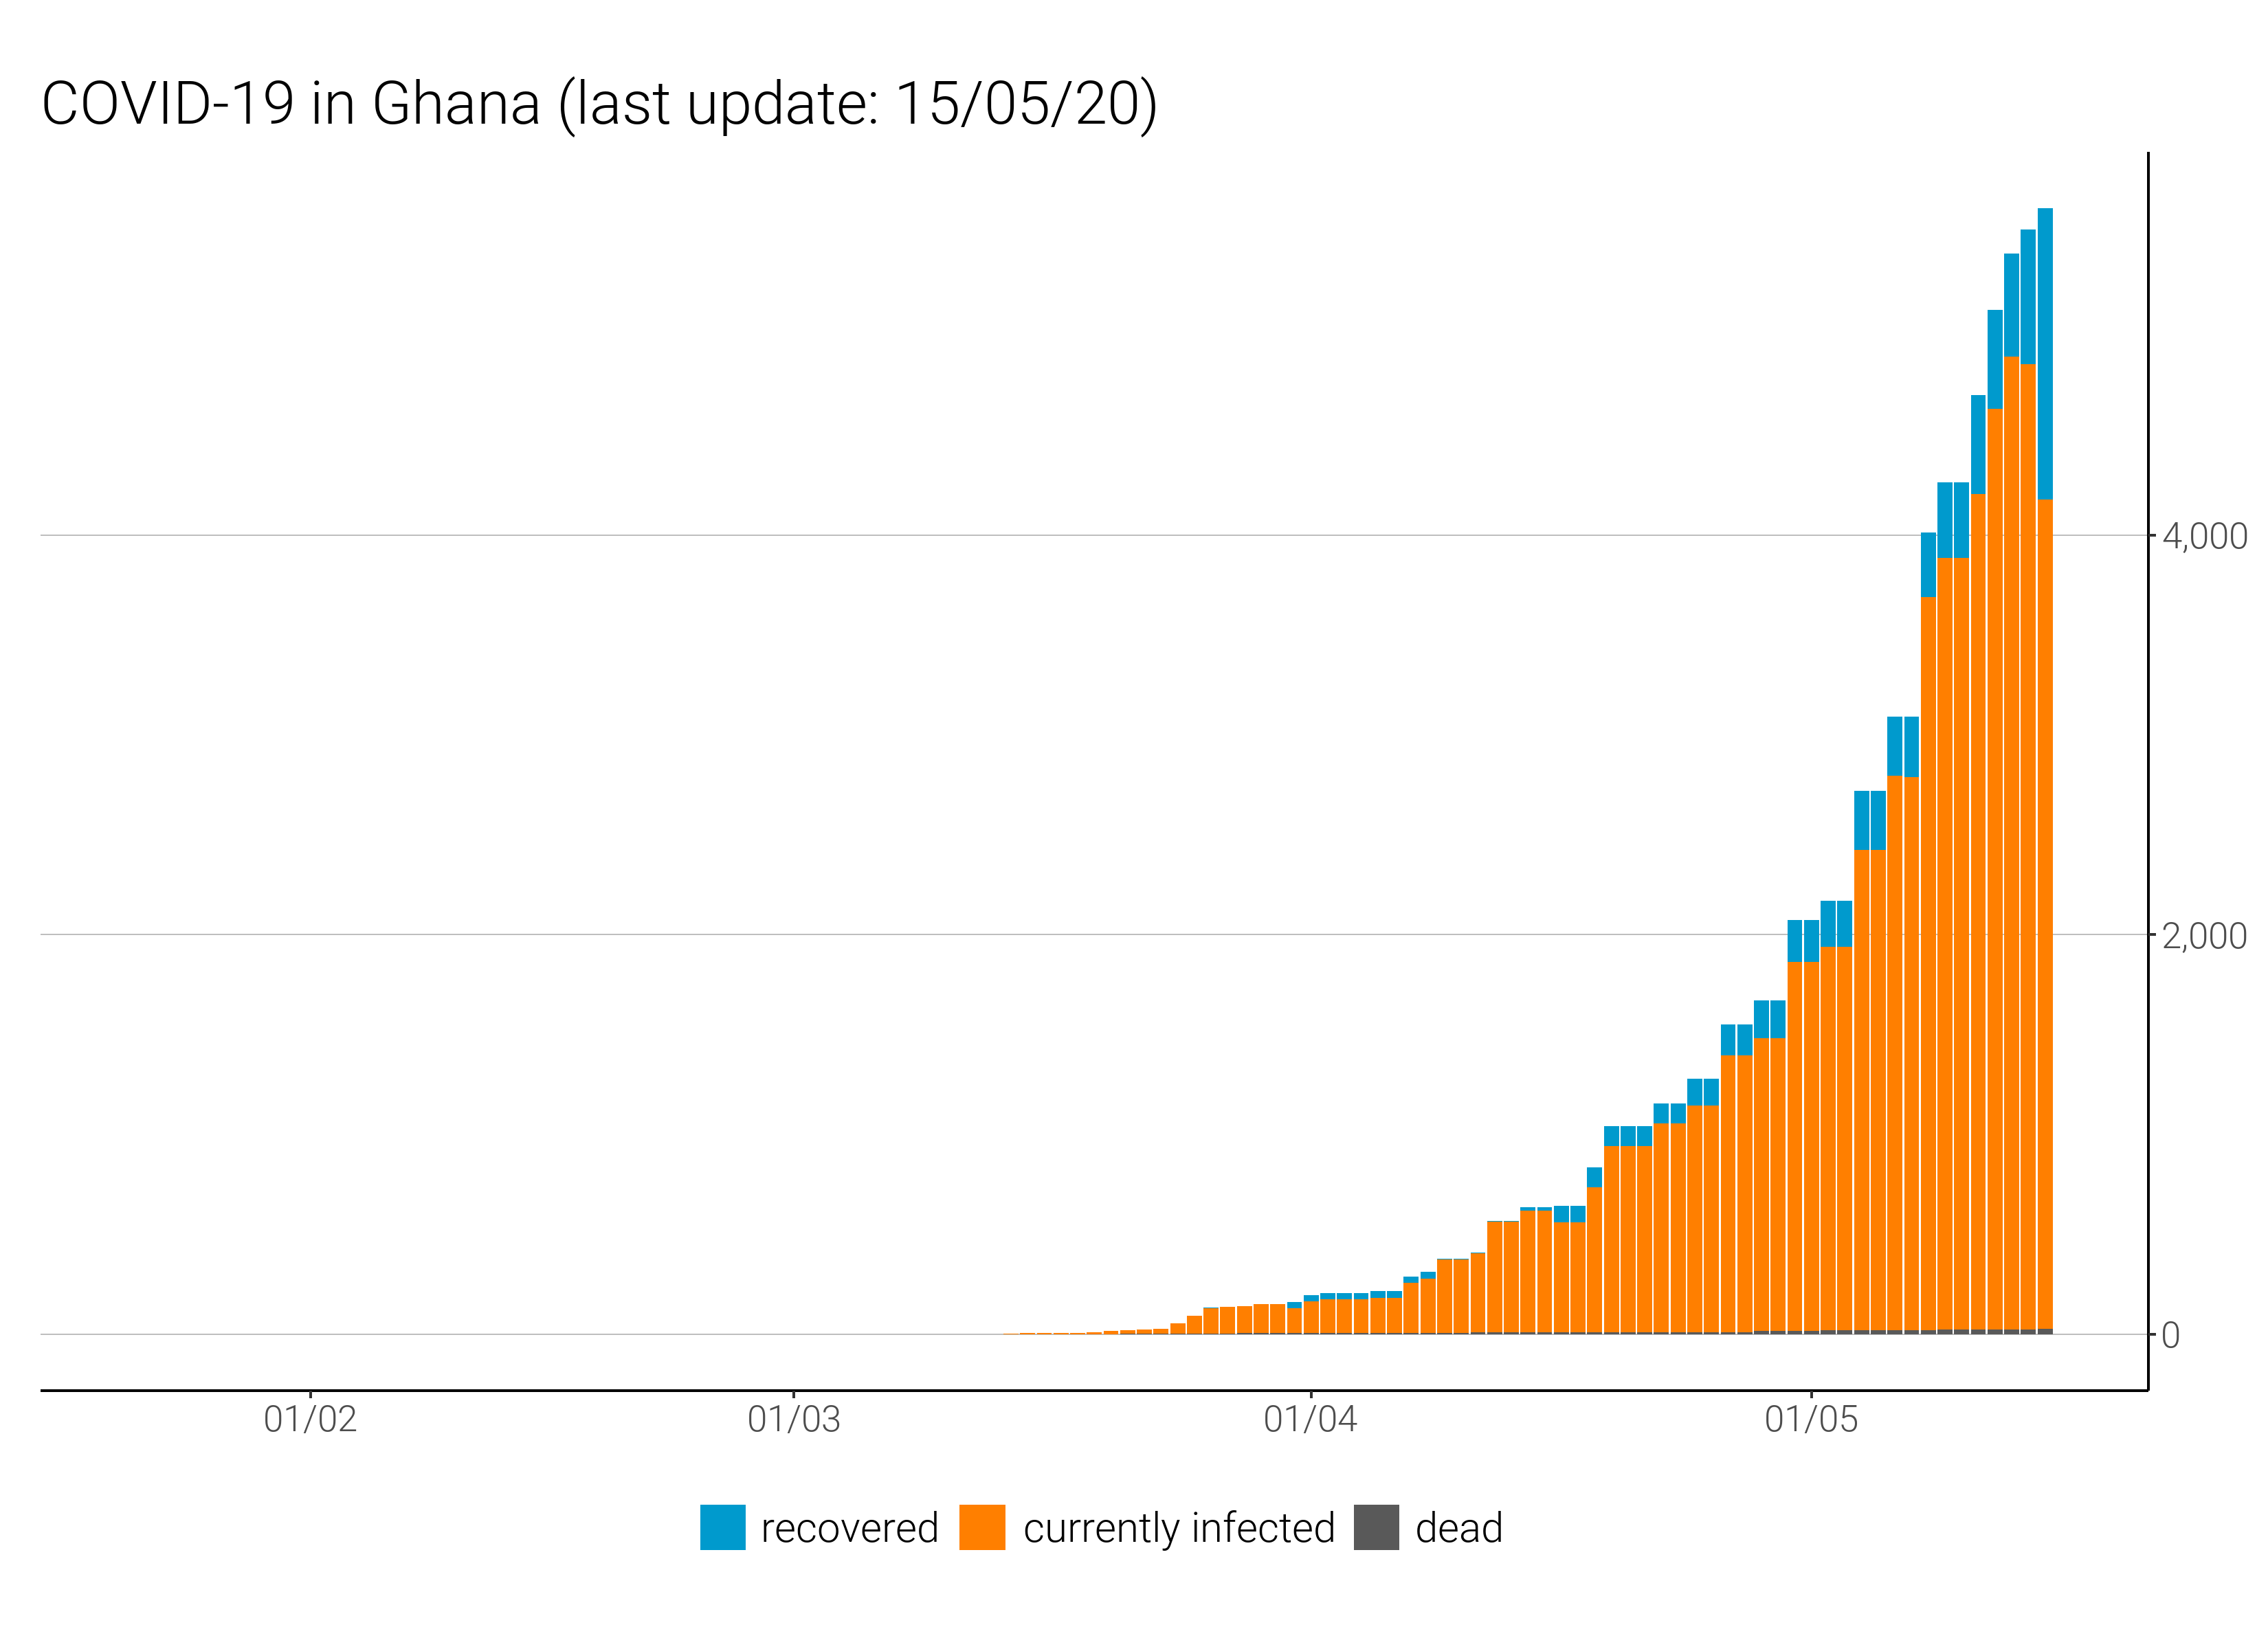 COVID-19 in Ghana (last update: 15/05/20)
4,000
2,000
0
01/02 01/03 01/04 01/05
recovered currently infected dead